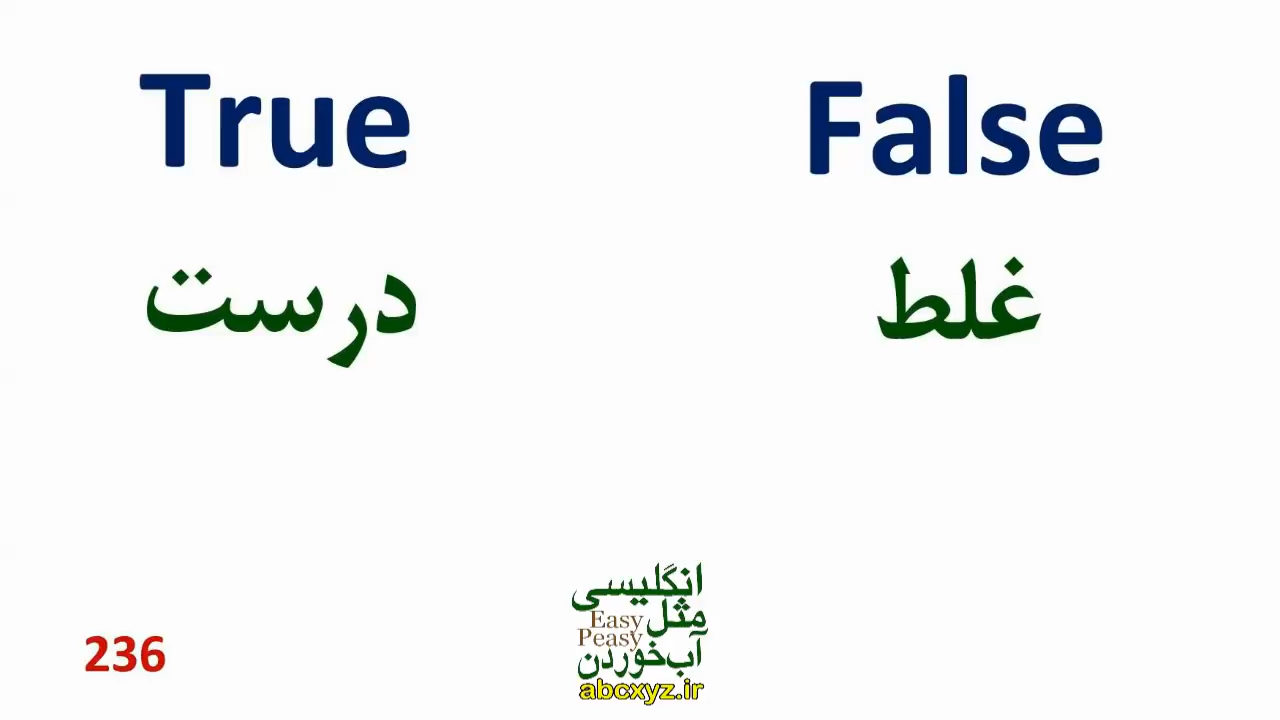 True False
درست غلط
236
انگلیسی
مثل Easy
Peasy
آب‌خوردن
abcxyz.ir